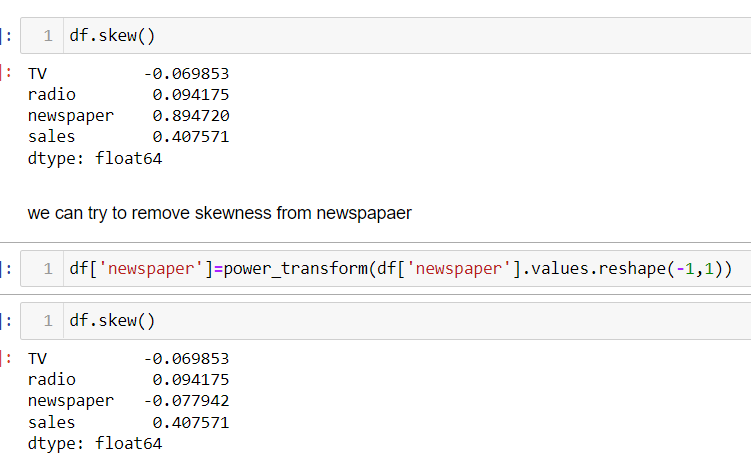 ]: 1 df.skew()
]: TV -0.069853
radio 0.094175
newspaper 0.894720
sales 0.407571
dtype: float64
we can try to remove skewness from newspapaer
]: 1 df['newspaper']=power_transform(df['newspaper'].values.reshape(-1,1))
]: 1 df.skew()
]: TV -0.069853
radio 0.094175
newspaper -0.077942
sales 0.407571
dtype: float64